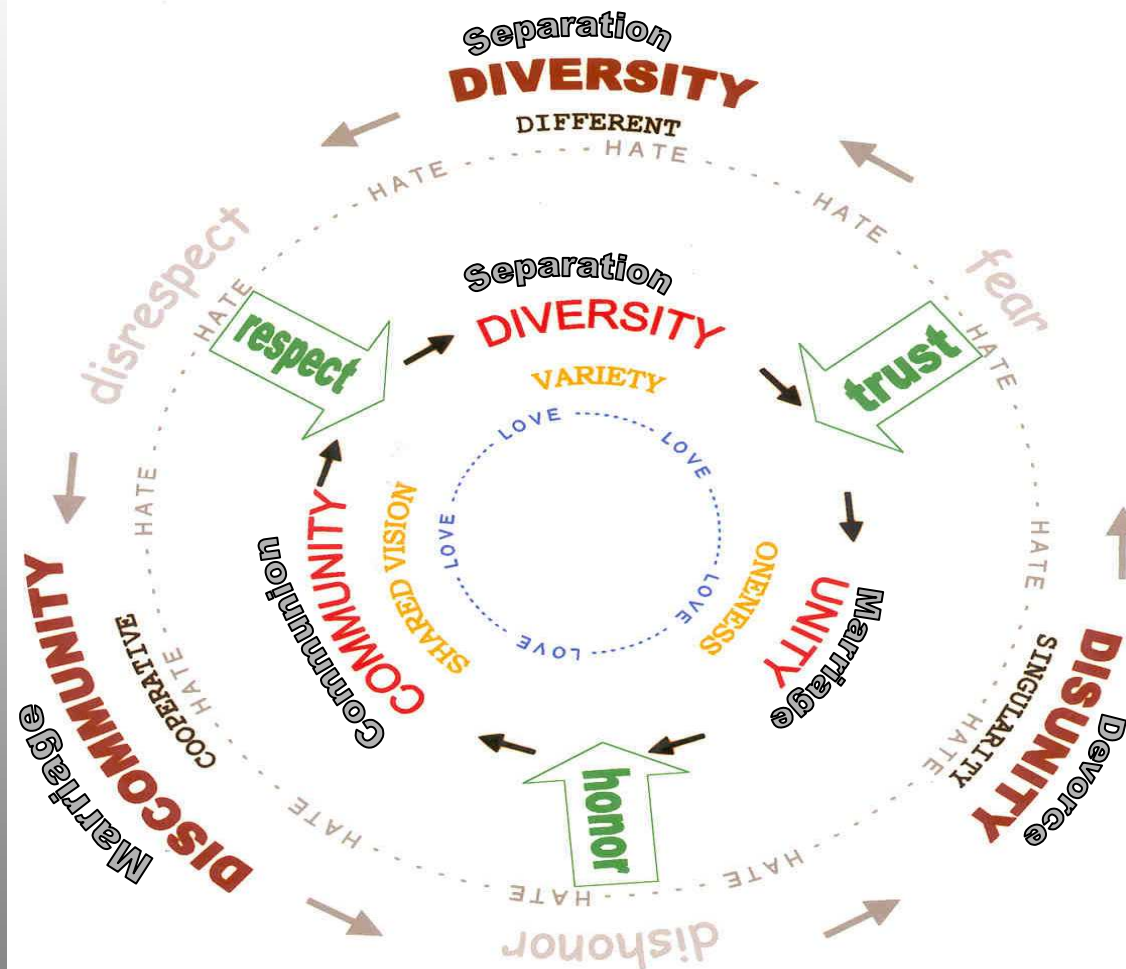 Separation
DIVERSITY
DIFFERENT
HATE
HATE
HATE
HATE
HATE
HATE
HATE
HATE
HATE
HATE
HATE
HATE
HATE
HATE
disrespect
fear
respect
trust
Separation
DIVERSITY
VARIETY
LOVE
LOVE
LOVE
LOVE
LOVE
SHARED VISION
COMMUNITY
Communion
ONENESS
UNITY
Marriage
honor
dishonor
COOPERATIVE
DISCOMMUNITY
Marriage
SINGULARITY
DISUNITY
Devorce